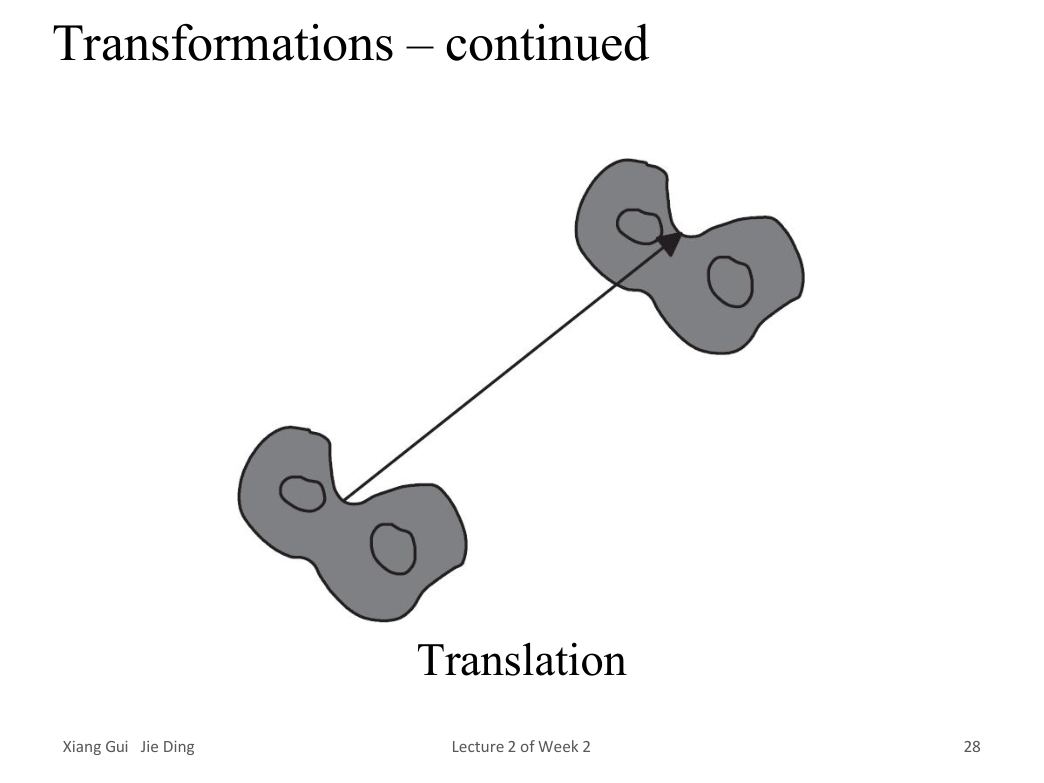 Transformations – continued
Translation
Xiang Gui   Jie Ding
Lecture 2 of Week 2
28